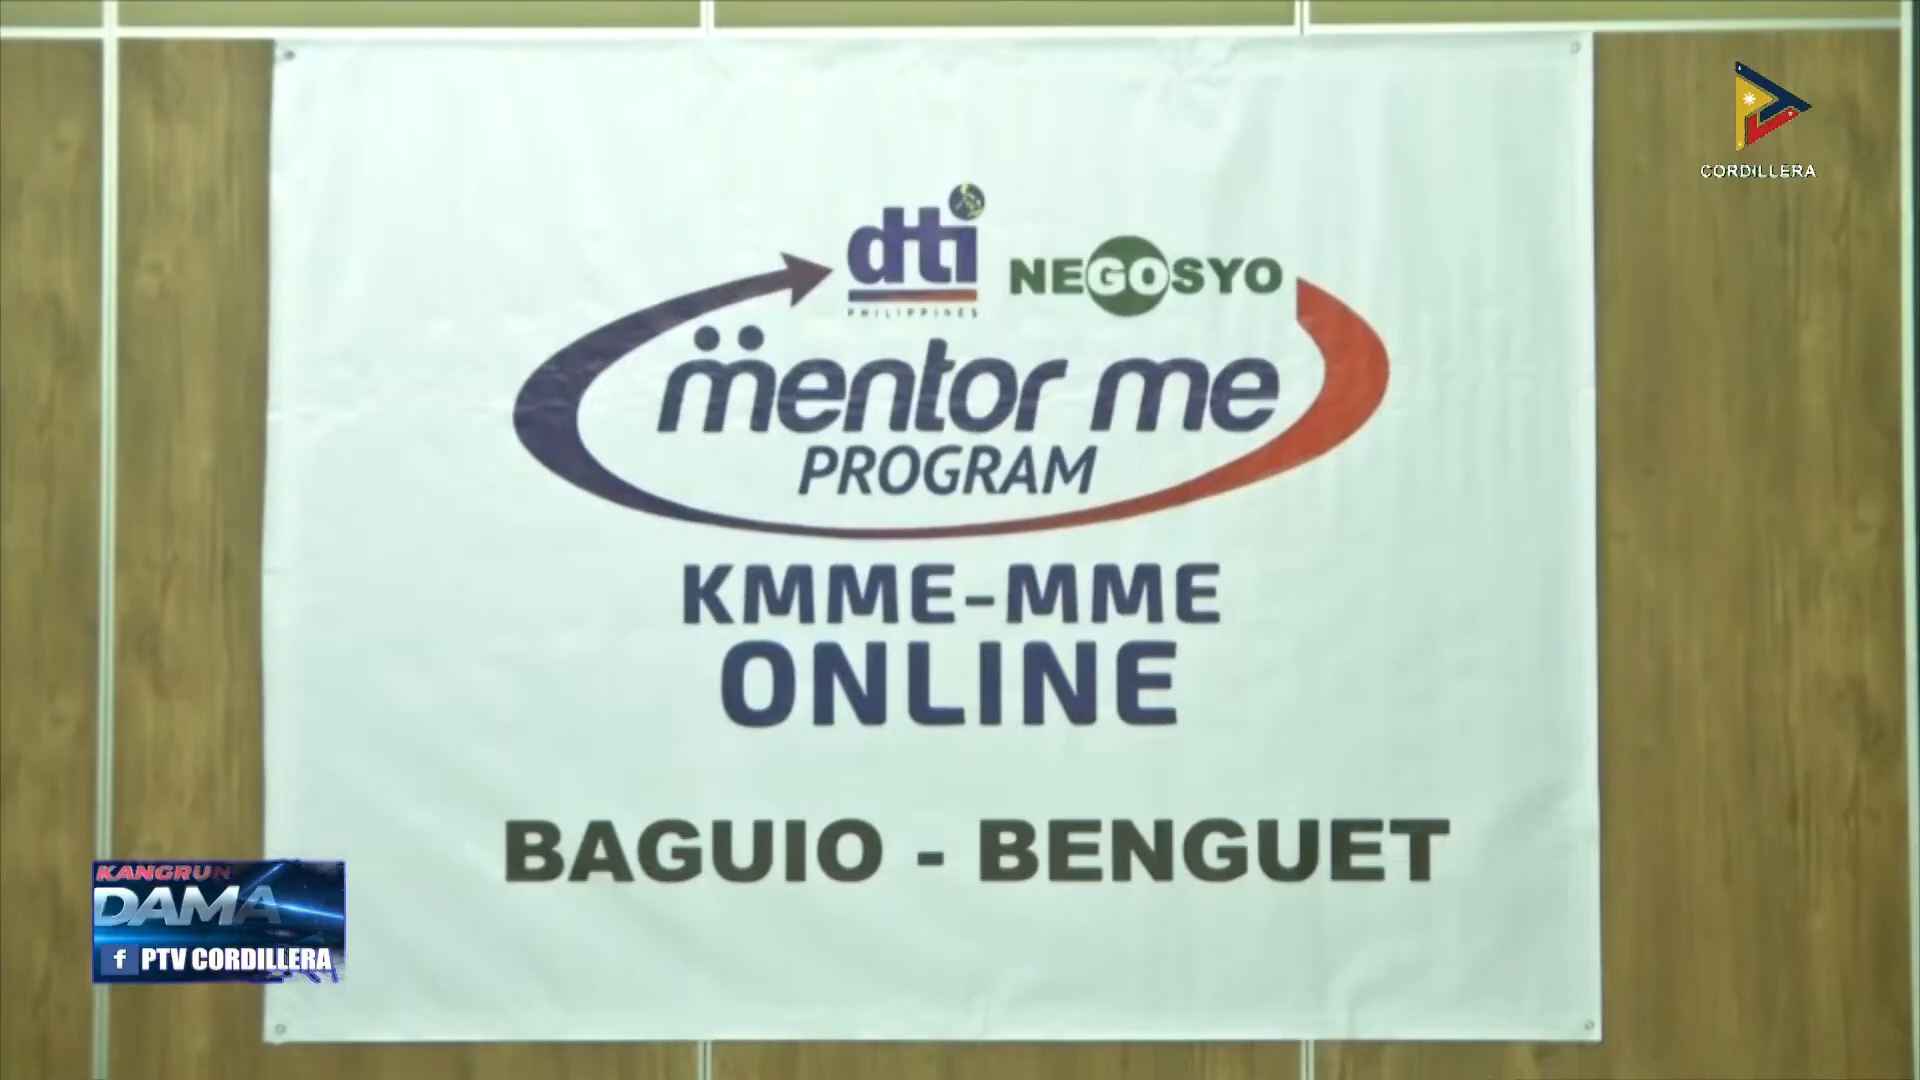 CORDILLERA
dti
PHILIPPINES
NEGOSYO
mentor me
PROGRAM
KMME-MME
ONLINE
BAGUIO - BENGUET
KANGRUN
DAMA
f PTV CORDILLERA